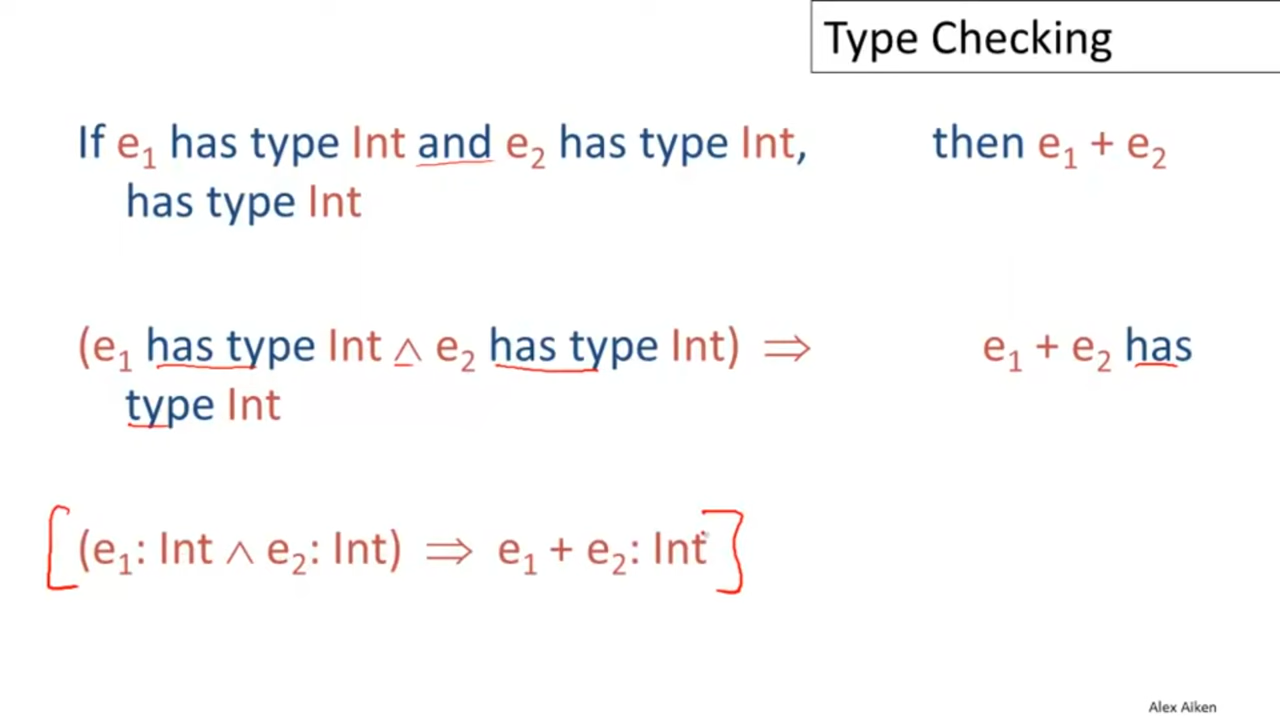 Type Checking
If e₁ has type Int and e₂ has type Int, then e₁ + e₂
has type Int
(e₁ has type Int ∧ e₂ has type Int) ⇒ e₁ + e₂ has
type Int
(e₁: Int ∧ e₂: Int) ⇒ e₁ + e₂: Int
Alex Aiken